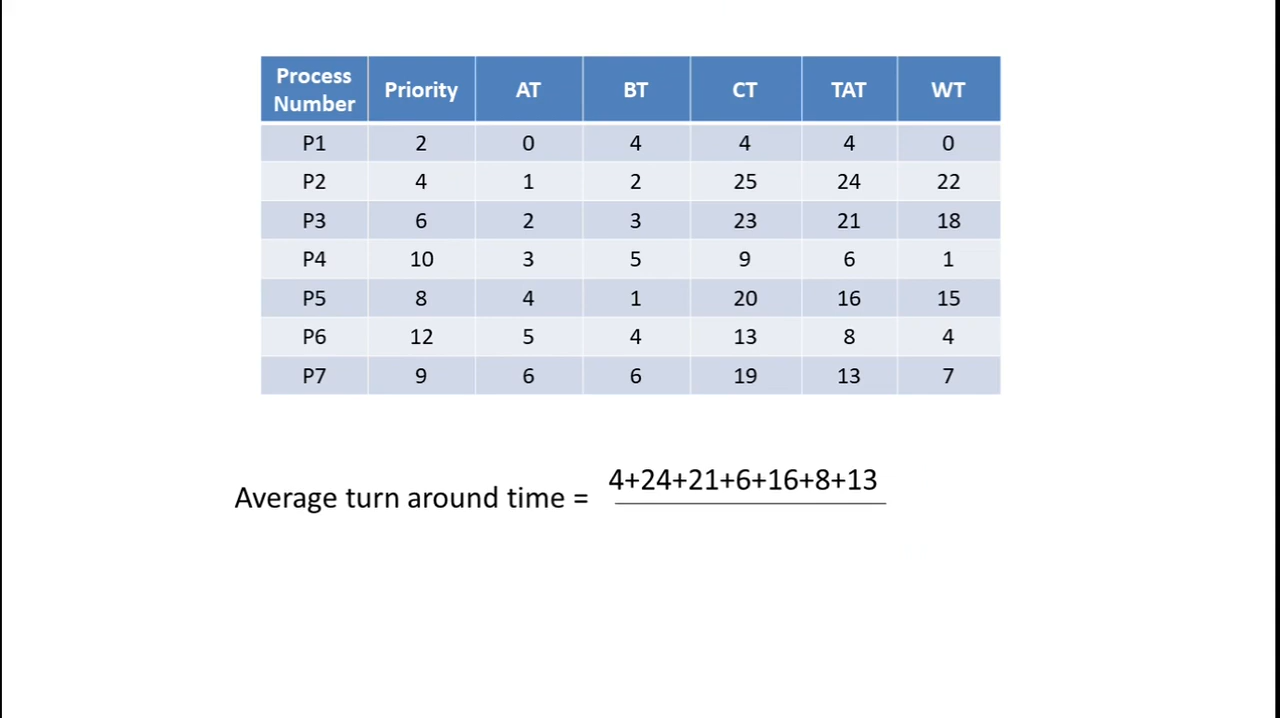 Process Number Priority AT BT CT TAT WT
P1 2 0 4 4 4 0
P2 4 1 2 25 24 22
P3 6 2 3 23 21 18
P4 10 3 5 9 6 1
P5 8 4 1 20 16 15
P6 12 5 4 13 8 4
P7 9 6 6 19 13 7
Average turn around time = 4+24+21+6+16+8+13